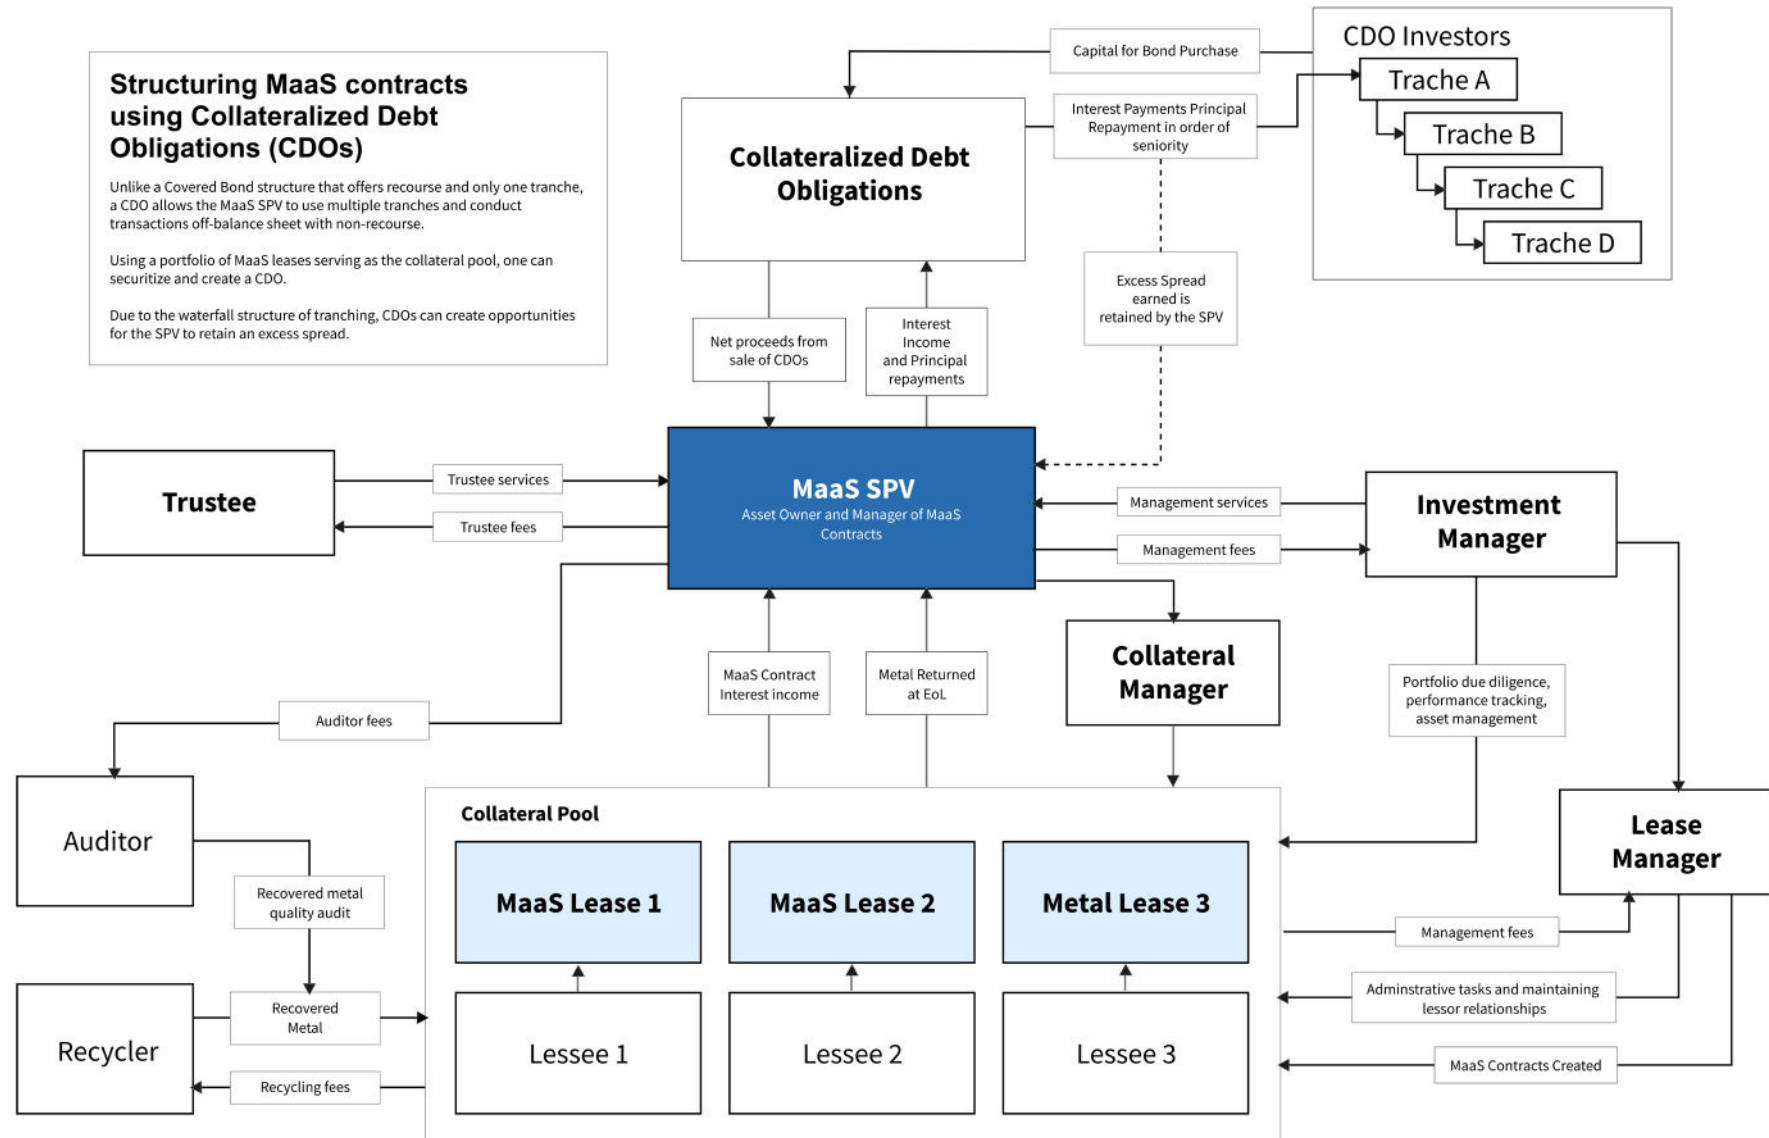 Structuring MaaS contracts
using Collateralized Debt
Obligations (CDOs)
Unlike a Covered Bond structure that offers recourse and only one tranche,
a CDO allows the MaaS SPV to use multiple tranches and conduct
transactions off-balance sheet with non-recourse.
Using a portfolio of MaaS leases serving as the collateral pool, one can
securitize and create a CDO.
Due to the waterfall structure of tranching, CDOs can create opportunities
for the SPV to retain an excess spread.
Capital for Bond Purchase
CDO Investors
Trache A
Trache B
Trache C
Trache D
Collateralized Debt
Obligations
Interest Payments Principal
Repayment in order of
seniority
Excess Spread
earned is
retained by the SPV
Net proceeds from
sale of CDOs
Interest
Income
and Principal
repayments
Trustee
Trustee services
Trustee fees
MaaS SPV
Asset Owner and Manager of MaaS
Contracts
Management services
Management fees
Investment
Manager
Collateral
Manager
MaaS Contract
Interest income
Metal Returned
at EoL
Portfolio due diligence,
performance tracking,
asset management
Auditor fees
Auditor
Recovered metal
quality audit
Recycler
Recovered
Metal
Recycling fees
Collateral Pool
MaaS Lease 1
MaaS Lease 2
Metal Lease 3
Lessee 1
Lessee 2
Lessee 3
Lease
Manager
Management fees
Adminstrative tasks and maintaining
lessor relationships
MaaS Contracts Created